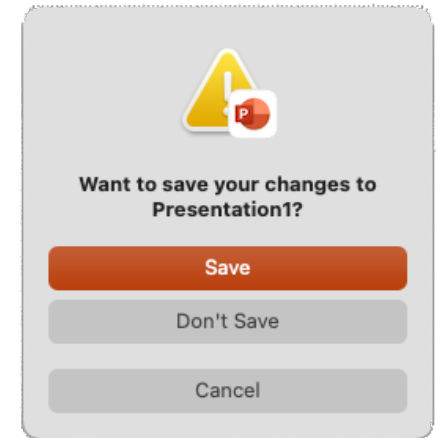 P
Want to save your changes to
Presentation1?
Save
Don't Save
Cancel